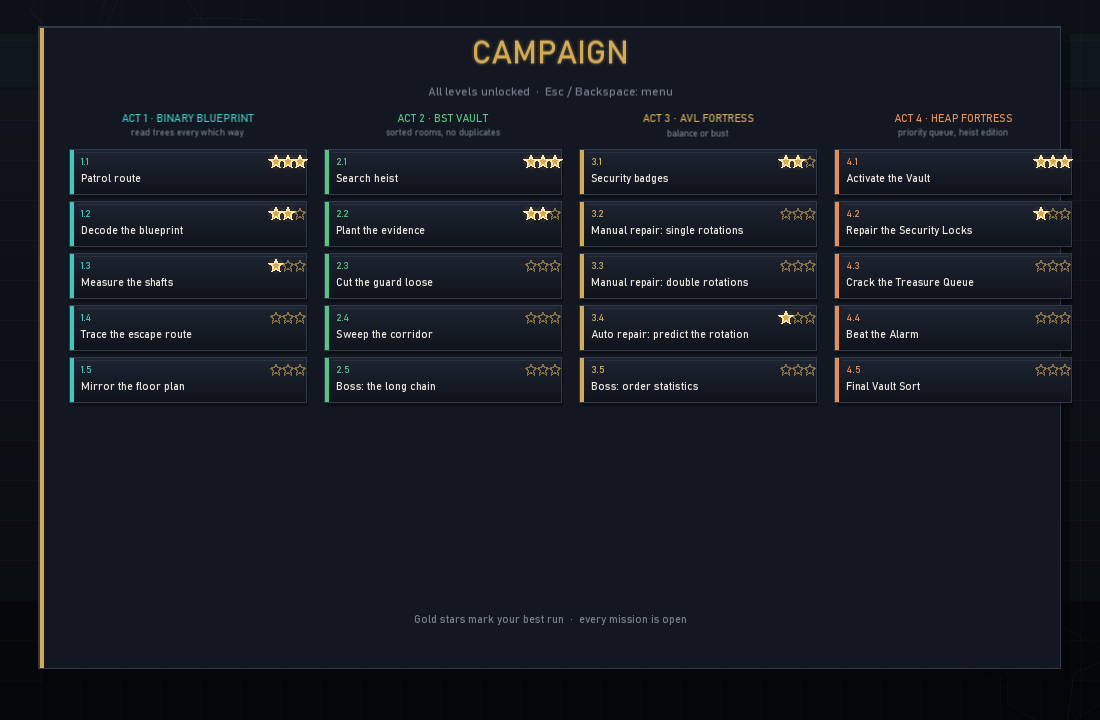 CAMPAIGN
All levels unlocked · Esc / Backspace: menu
ACT 1 · BINARY BLUEPRINT
read trees every which way
1.1
Patrol route
1.2
Decode the blueprint
1.3
Measure the shafts
1.4
Trace the escape route
1.5
Mirror the floor plan
ACT 2 · BST VAULT
sorted rooms, no duplicates
2.1
Search heist
2.2
Plant the evidence
2.3
Cut the guard loose
2.4
Sweep the corridor
2.5
Boss: the long chain
ACT 3 · AVL FORTRESS
balance or bust
3.1
Security badges
3.2
Manual repair: single rotations
3.3
Manual repair: double rotations
3.4
Auto repair: predict the rotation
3.5
Boss: order statistics
ACT 4 · HEAP FORTRESS
priority queue, heist edition
4.1
Activate the Vault
4.2
Repair the Security Locks
4.3
Crack the Treasure Queue
4.4
Beat the Alarm
4.5
Final Vault Sort
Gold stars mark your best run · every mission is open